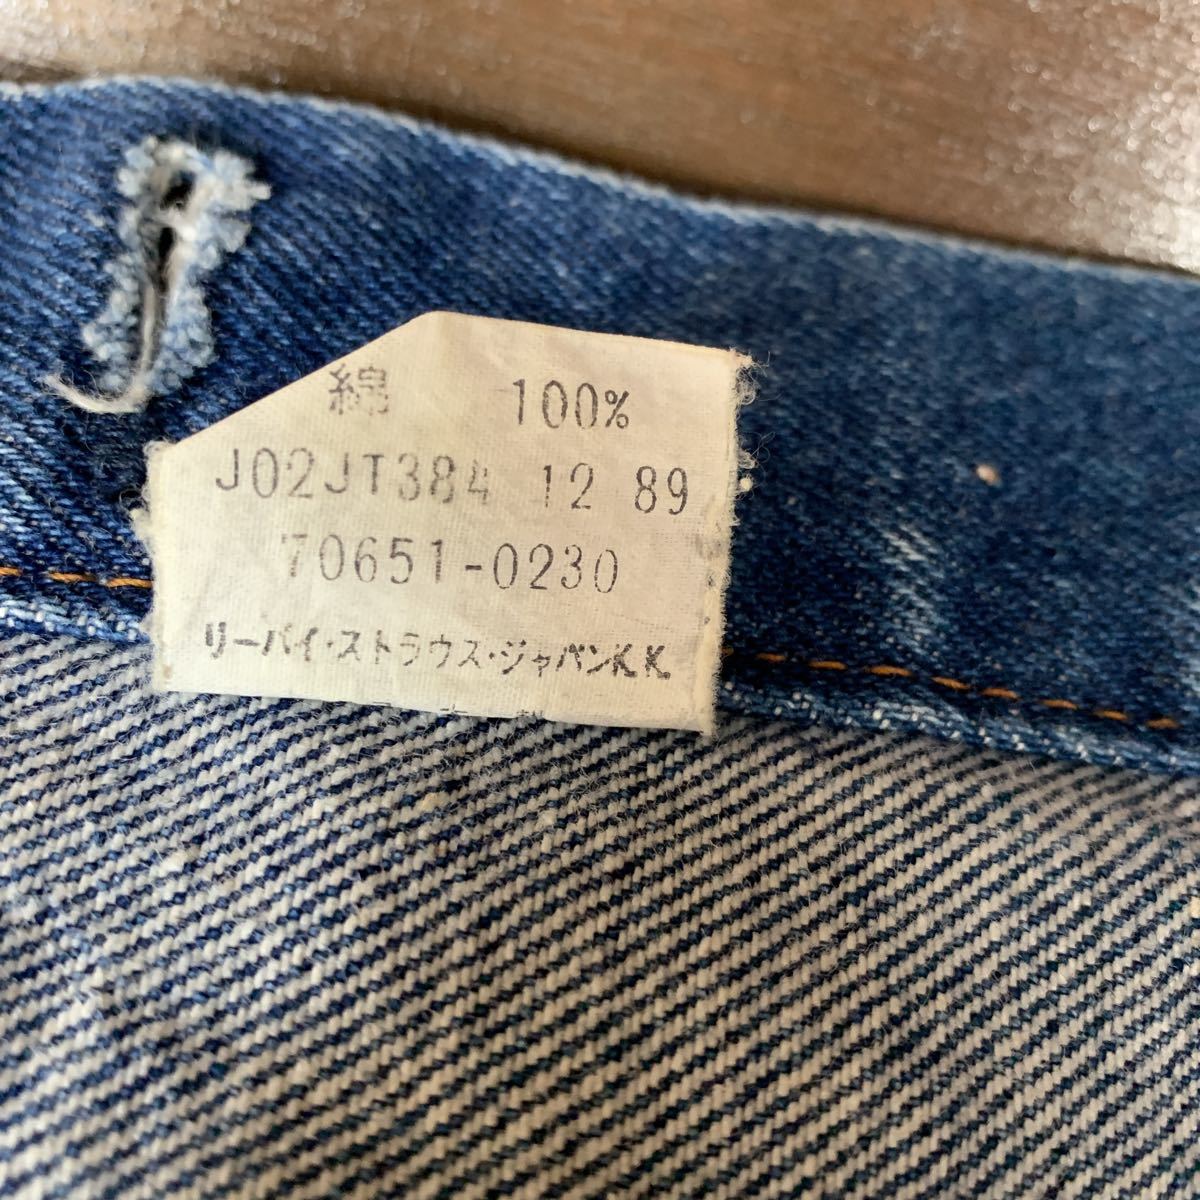 綿 100%
J02JT384 12 89
70651-0230
リーバイ・ストラウス・ジャパンK.K